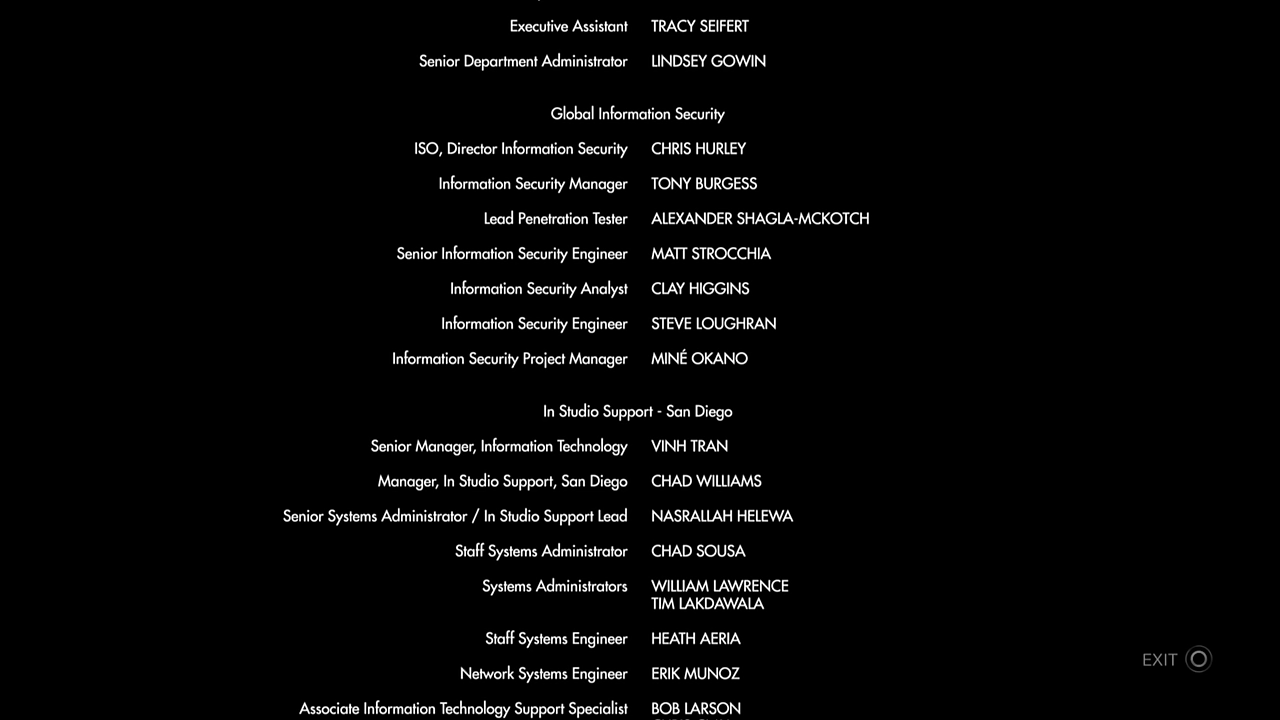 Executive Assistant TRACY SEIFERT
Senior Department Administrator LINDSEY GOWIN
Global Information Security
ISO, Director Information Security CHRIS HURLEY
Information Security Manager TONY BURGESS
Lead Penetration Tester ALEXANDER SHAGLA-MCKOTCH
Senior Information Security Engineer MATT STROCCHIA
Information Security Analyst CLAY HIGGINS
Information Security Engineer STEVE LOUGHRAN
Information Security Project Manager MINÉ OKANO
In Studio Support - San Diego
Senior Manager, Information Technology VINH TRAN
Manager, In Studio Support, San Diego CHAD WILLIAMS
Senior Systems Administrator / In Studio Support Lead NASRALLAH HELEWA
Staff Systems Administrator CHAD SOUSA
Systems Administrators WILLIAM LAWRENCE
TIM LAKDAWALA
Staff Systems Engineer HEATH AERIA
EXIT
Network Systems Engineer ERIK MUNOZ
Associate Information Technology Support Specialist BOB LARSON